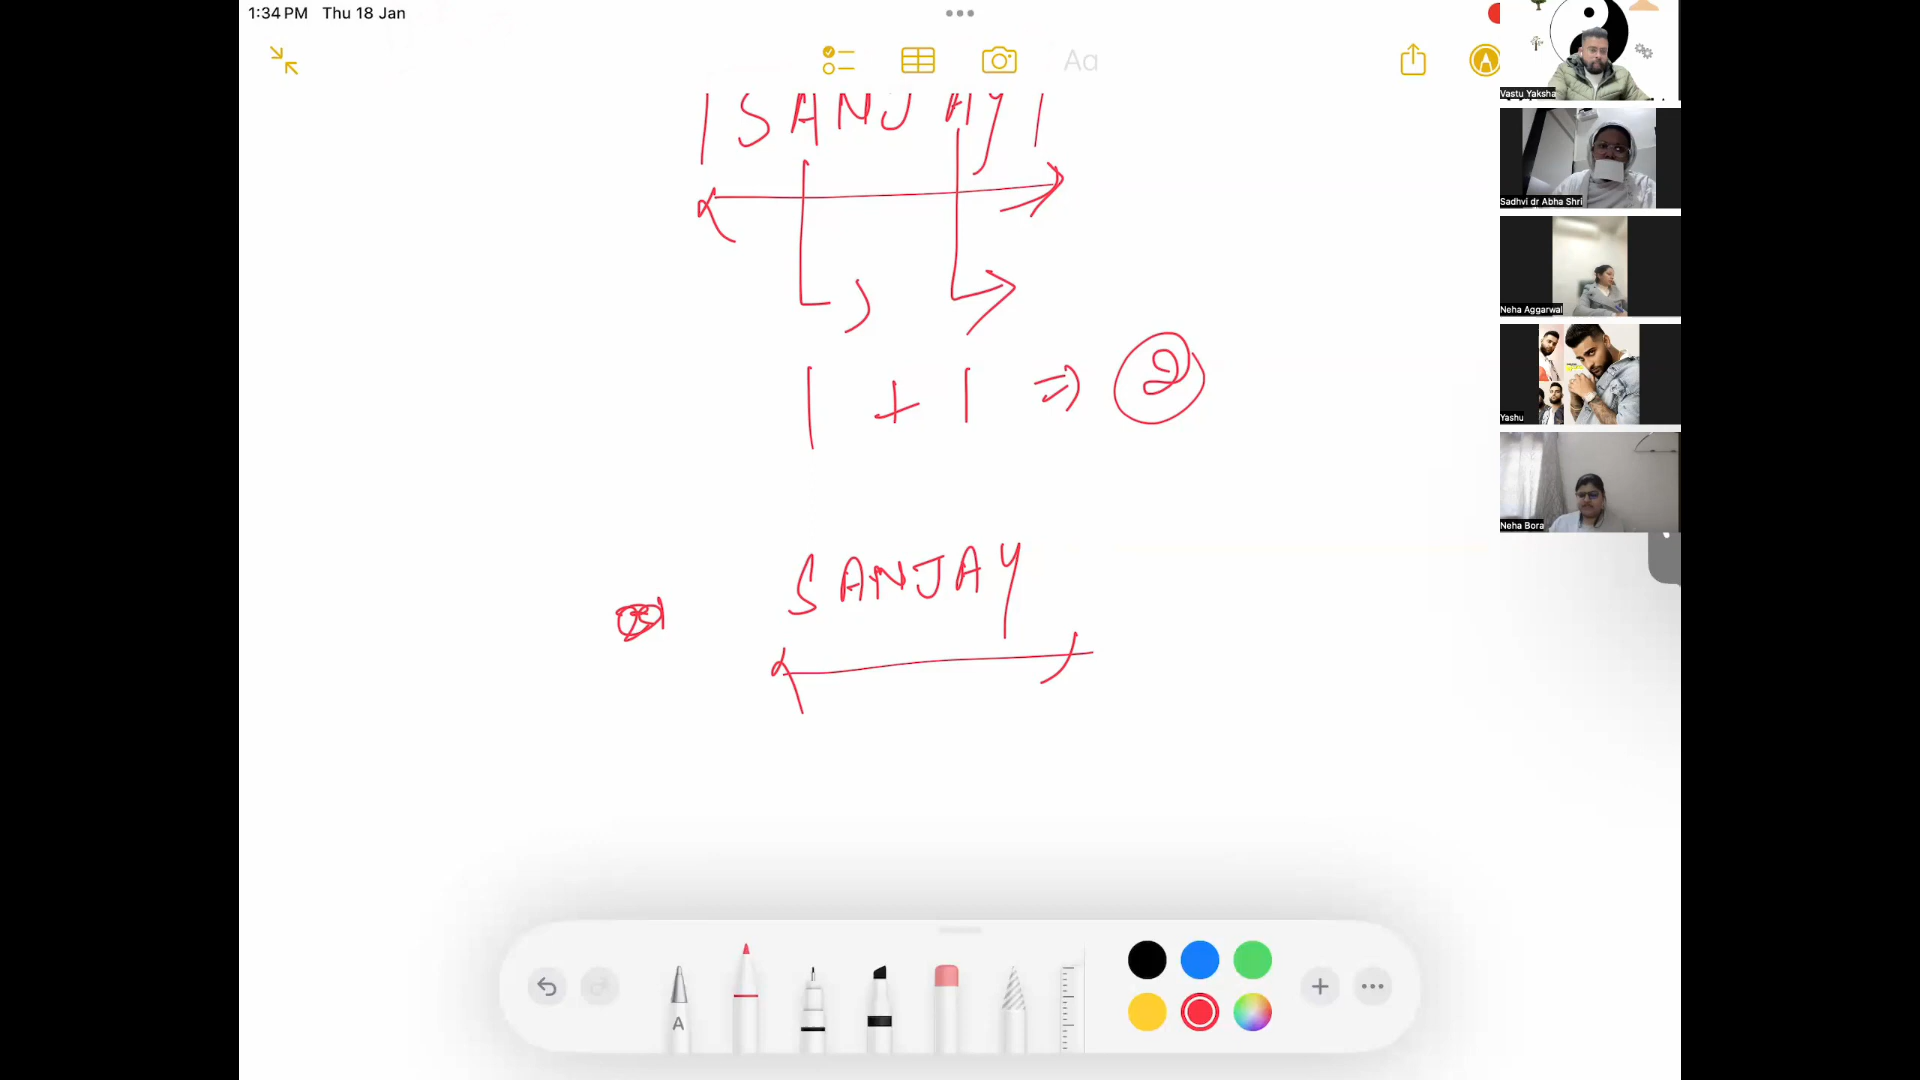 1:34 PM Thu 18 Jan
Aa
Vastu Yaksha
Sadhvi dr Abha Shri
Neha Aggarwal
Yashu
Neha Bora
| SANJAY |
1 + 1 ⇒ 2
SANJAY
A